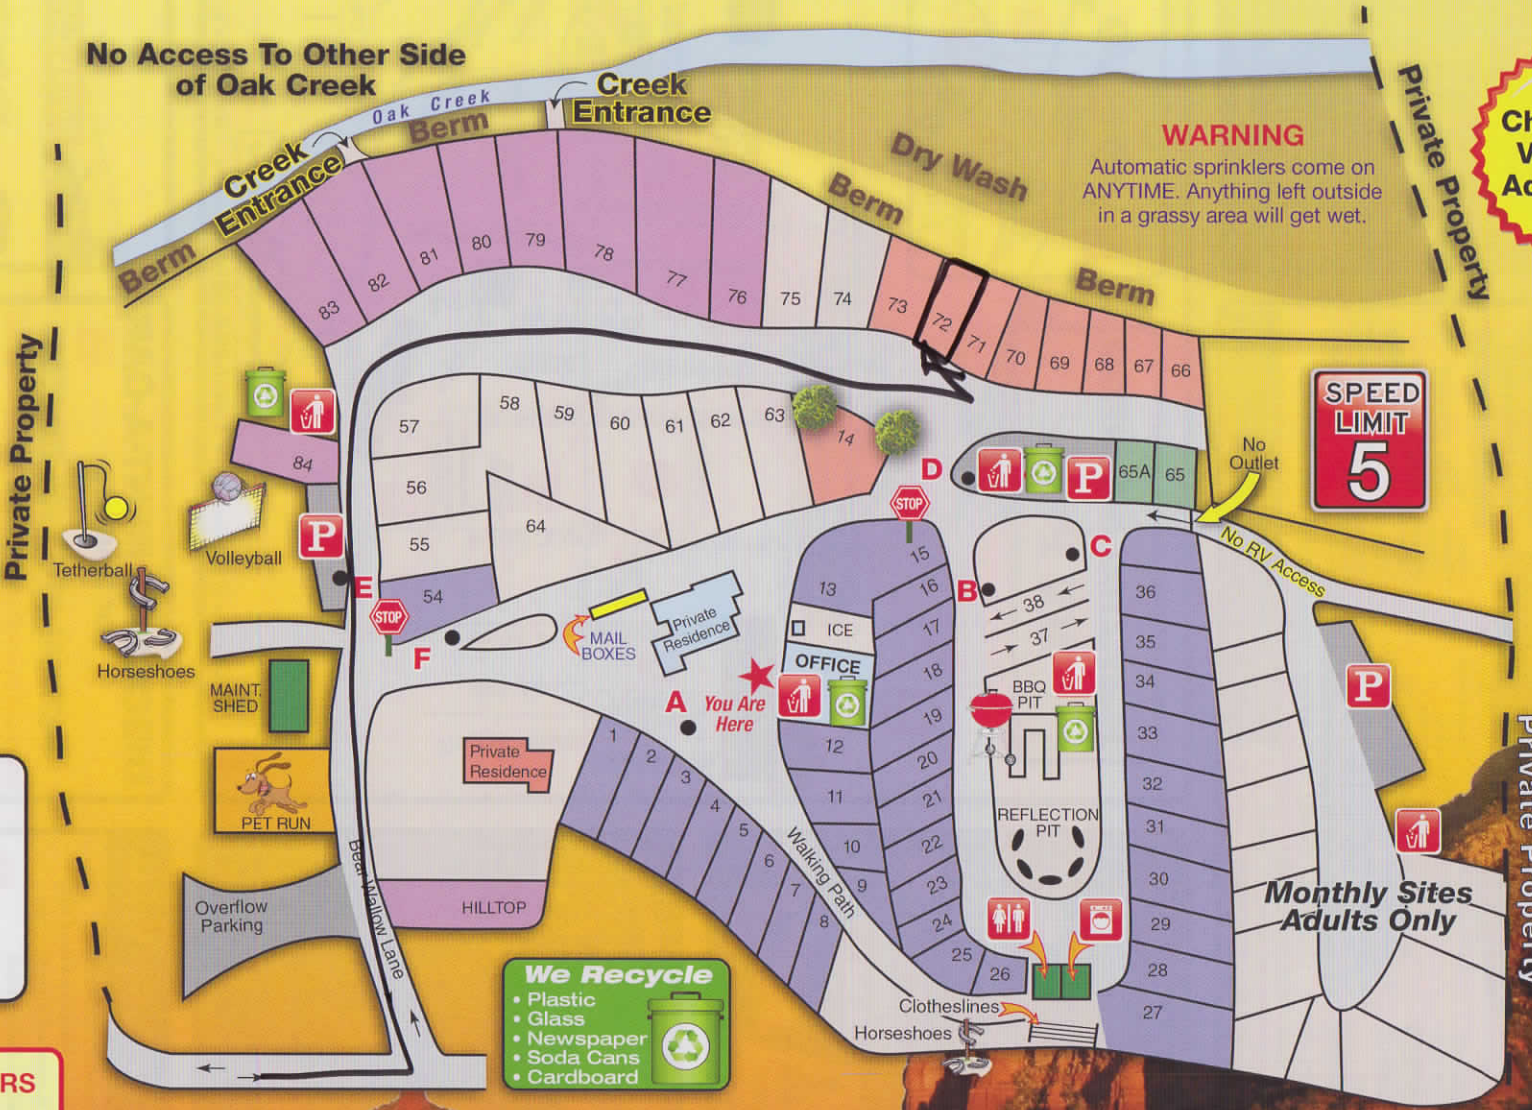 No Access To Other Side
of Oak Creek
Oak Creek
Berm
Creek
Entrance
Creek
Entrance
Berm
Dry Wash
Berm
Berm
WARNING
Automatic sprinklers come on
ANYTIME. Anything left outside
in a grassy area will get wet.
Private Property
Private Property
Private Property
SPEED
LIMIT
5
No
Outlet
No RV Access
83
82
81
80
79
78
77
76
75
74
73
72
71
70
69
68
67
66
57
58
59
60
61
62
63
14
56
55
64
54
84
P
E
STOP
F
D
P
65A
65
STOP
C
B
Tetherball
Volleyball
Horseshoes
MAINT.
SHED
PET RUN
Overflow
Parking
Bear Wallow Lane
HILLTOP
Private
Residence
MAIL
BOXES
Private
Residence
A
You Are
Here
13
ICE
OFFICE
12
11
10
9
15
16
17
18
19
20
21
22
23
24
25
26
38
37
BBQ
PIT
REFLECTION
PIT
36
35
34
33
32
31
30
29
28
27
P
Monthly Sites
Adults Only
1
2
3
4
5
6
7
8
Walking Path
Clotheslines
Horseshoes
We Recycle
• Plastic
• Glass
• Newspaper
• Soda Cans
• Cardboard
RS